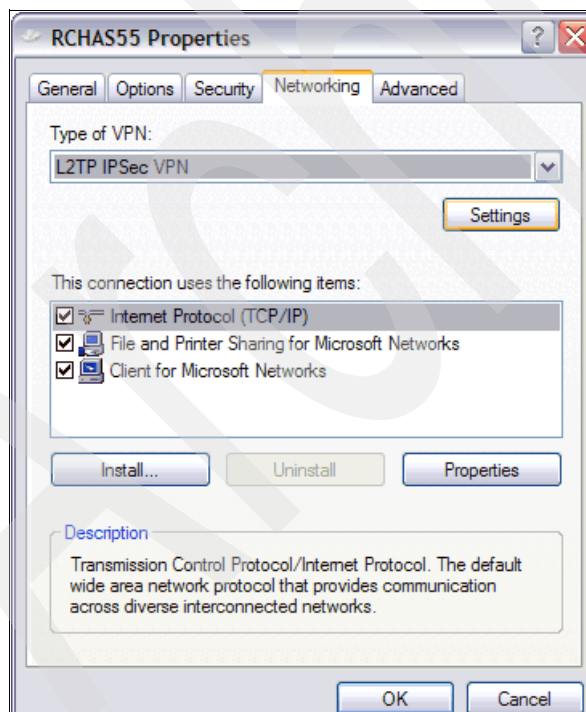 RCHAS55 Properties
General Options Security Networking Advanced
Type of VPN:
L2TP IPSec VPN
Settings
This connection uses the following items:
Internet Protocol (TCP/IP)
File and Printer Sharing for Microsoft Networks
Client for Microsoft Networks
Install... Uninstall Properties
Description
Transmission Control Protocol/Internet Protocol. The default
wide area network protocol that provides communication
across diverse interconnected networks.
OK Cancel